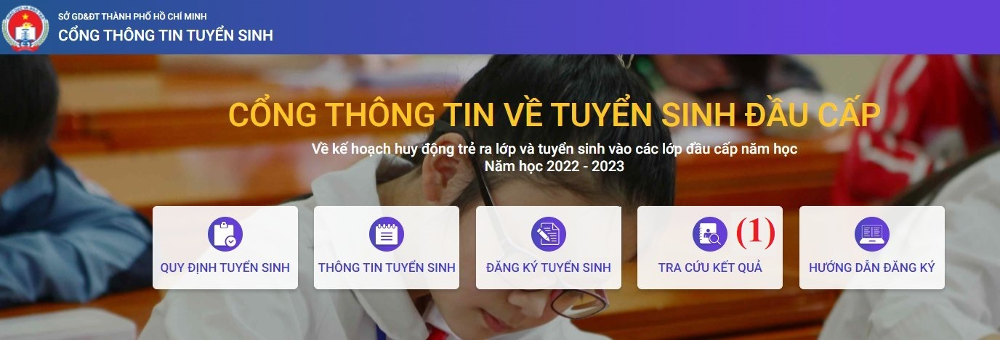 SỞ GD&ĐT THÀNH PHỐ HỒ CHÍ MINH
CỔNG THÔNG TIN TUYỂN SINH
CỔNG THÔNG TIN VỀ TUYỂN SINH ĐẦU CẤP
Về kế hoạch huy động trẻ ra lớp và tuyển sinh vào các lớp đầu cấp năm học
Năm học 2022 - 2023
(1)
QUY ĐỊNH TUYỂN SINH
THÔNG TIN TUYỂN SINH
ĐĂNG KÝ TUYỂN SINH
TRA CỨU KẾT QUẢ
HƯỚNG DẪN ĐĂNG KÝ